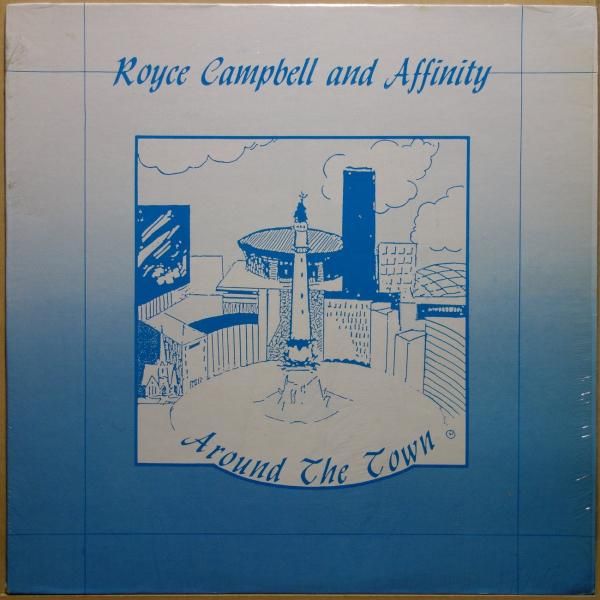 Royce Campbell and Affinity
Around The Town